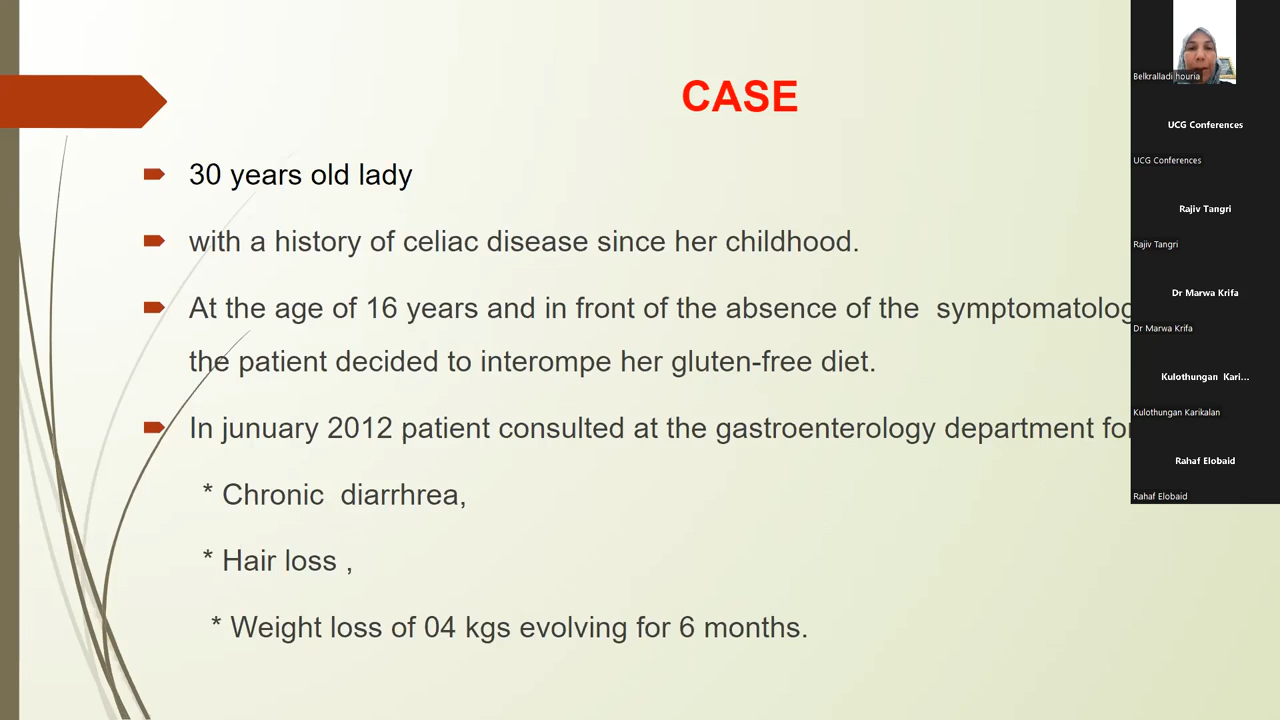 CASE
30 years old lady
with a history of celiac disease since her childhood.
At the age of 16 years and in front of the absence of the symptomatolog
the patient decided to interompe her gluten-free diet.
In junuary 2012 patient consulted at the gastroenterology department for
* Chronic diarrhrea,
* Hair loss ,
* Weight loss of 04 kgs evolving for 6 months.
Belkralladi houria
UCG Conferences
UCG Conferences
Rajiv Tangri
Rajiv Tangri
Dr Marwa Krifa
Dr Marwa Krifa
Kulothungan Kari...
Kulothungan Karikalan
Rahaf Elobaid
Rahaf Elobaid